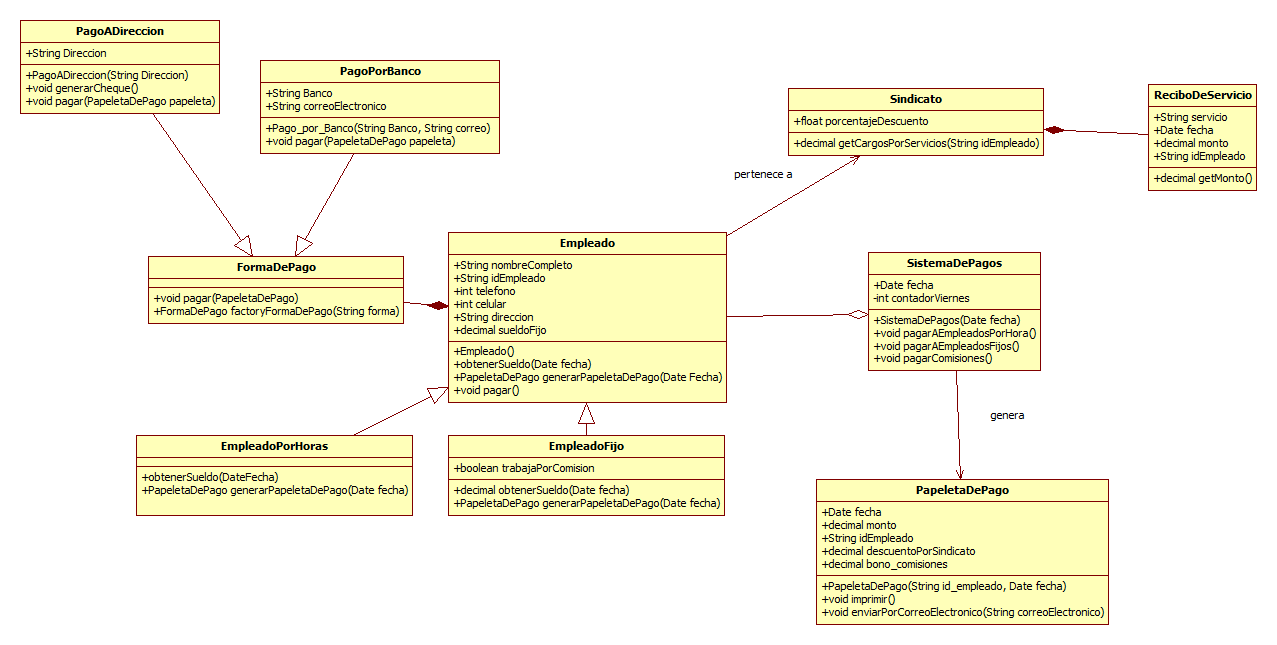 PagoADireccion
+String Direccion
+PagoADireccion(String Direccion)
+void generarCheque()
+void pagar(PapeletaDePago papeleta)
PagoPorBanco
+String Banco
+String correoElectronico
+Pago_por_Banco(String Banco, String correo)
+void pagar(PapeletaDePago papeleta)
Sindicato
+float porcentajeDescuento
+decimal getCargosPorServicios(String idEmpleado)
ReciboDeServicio
+String servicio
+Date fecha
+decimal monto
+String idEmpleado
+decimal getMonto()
pertenece a
FormaDePago
+void pagar(PapeletaDePago)
+FormaDePago factoryFormaDePago(String forma)
Empleado
+String nombreCompleto
+String idEmpleado
+int telefono
+int celular
+String direccion
+decimal sueldoFijo
+Empleado()
+obtenerSueldo(Date fecha)
+PapeletaDePago generarPapeletaDePago(Date Fecha)
+void pagar()
SistemaDePagos
+Date fecha
-int contadorViernes
+SistemaDePagos(Date fecha)
+void pagarAEmpleadosPorHora()
+void pagarAEmpleadosFijos()
+void pagarComisiones()
genera
EmpleadoPorHoras
+obtenerSueldo(DateFecha)
+PapeletaDePago generarPapeletaDePago(Date fecha)
EmpleadoFijo
+boolean trabajaPorComision
+decimal obtenerSueldo(Date fecha)
+PapeletaDePago generarPapeletaDePago(Date fecha)
PapeletaDePago
+Date fecha
+decimal monto
+String idEmpleado
+decimal descuentoPorSindicato
+decimal bono_comisiones
+PapeletaDePago(String id_empleado, Date fecha)
+void imprimir()
+void enviarPorCorreoElectronico(String correoElectronico)